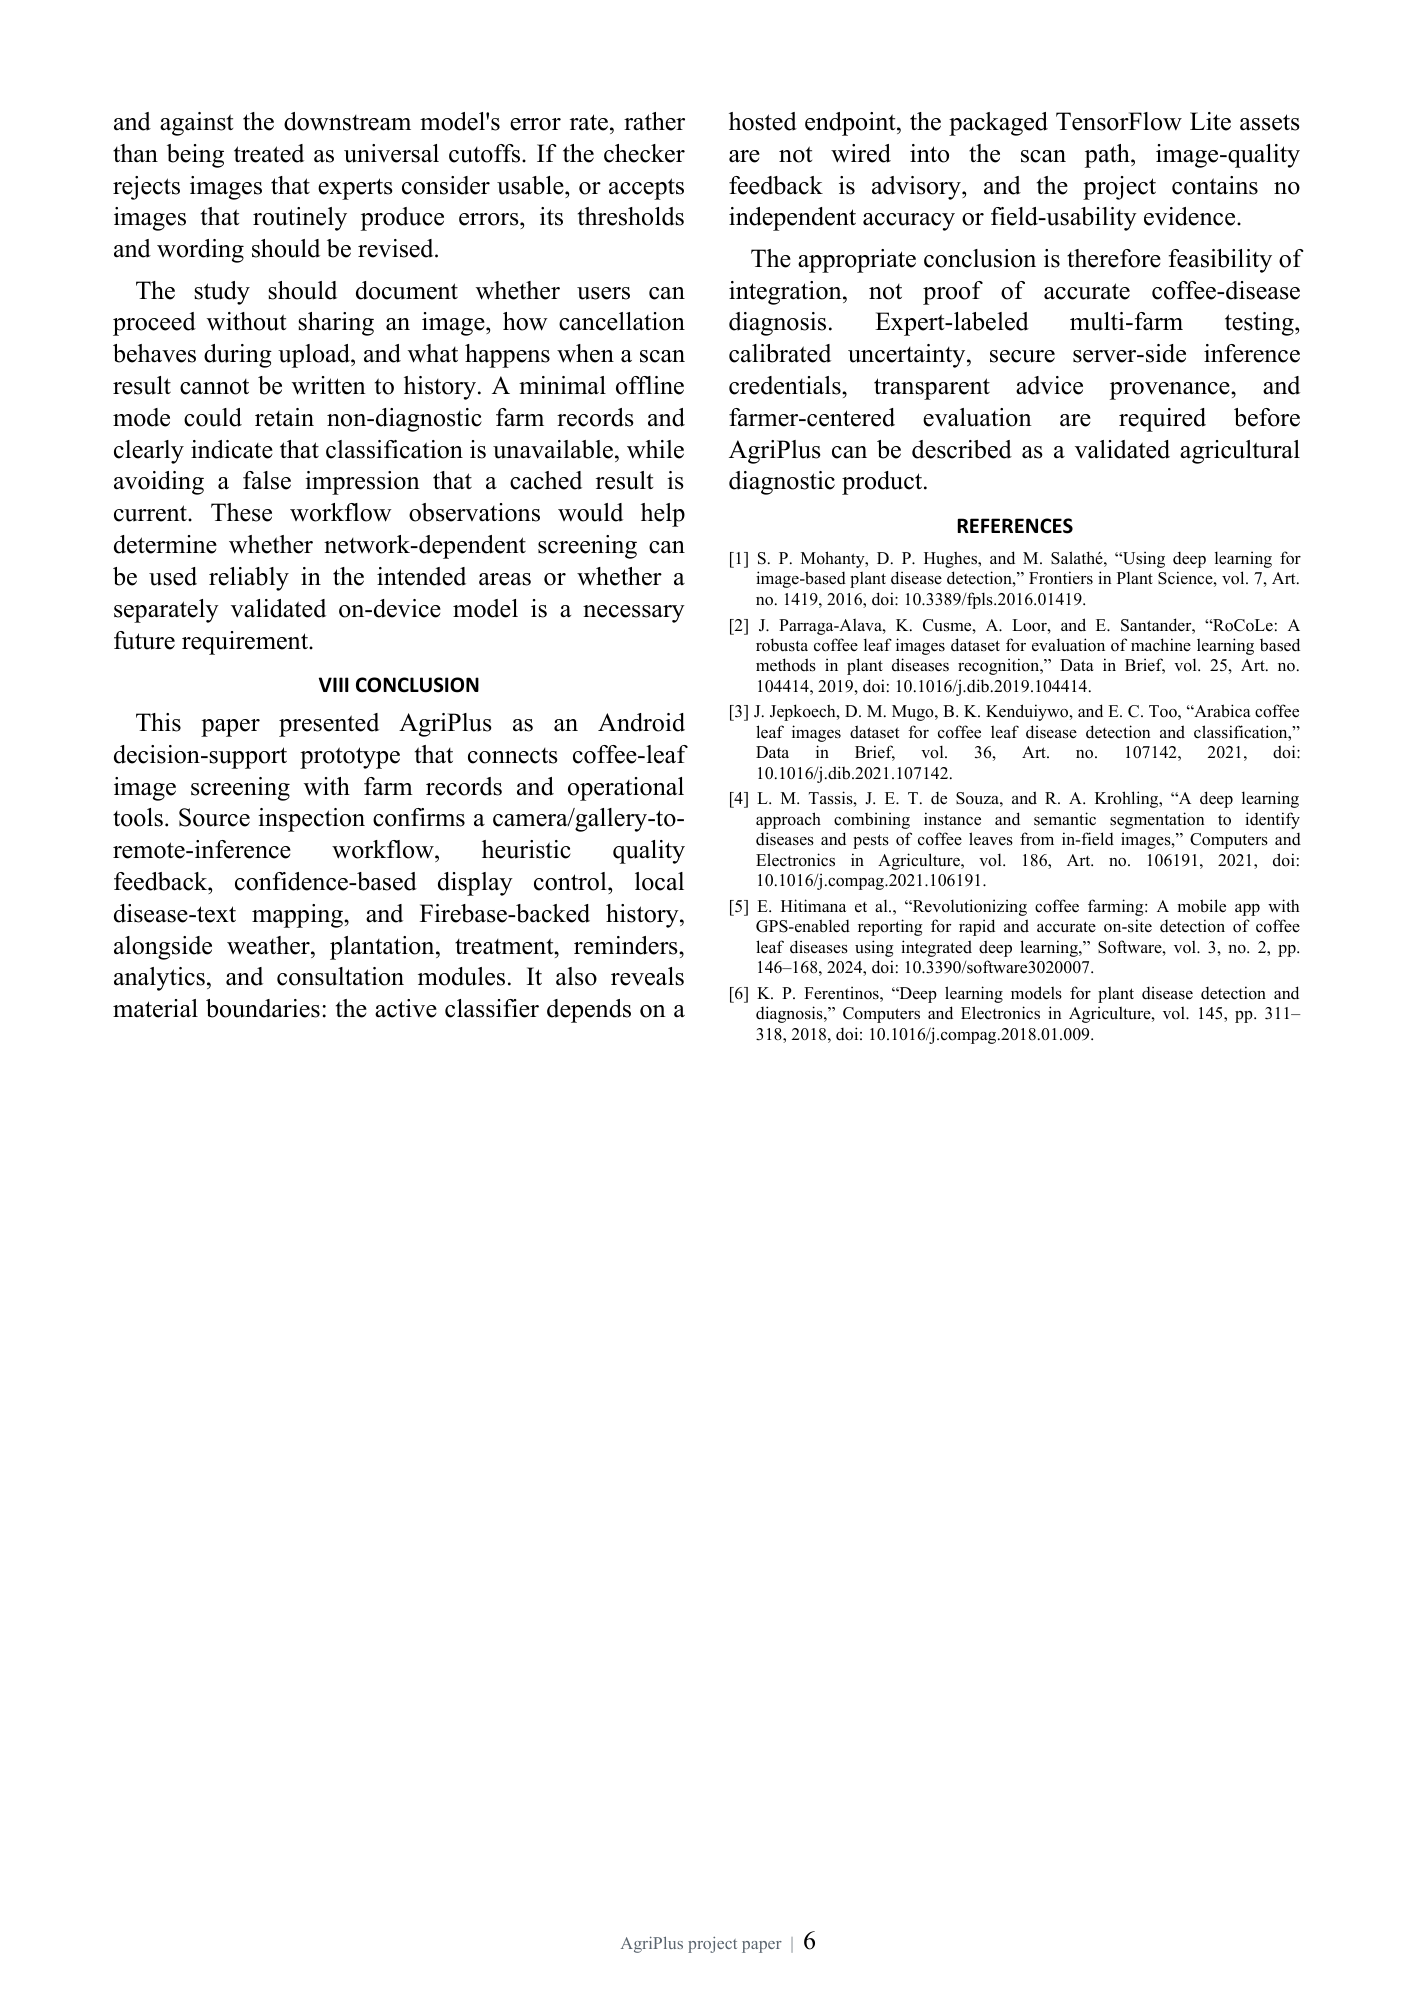 and against the downstream model's error rate, rather
than being treated as universal cutoffs. If the checker
rejects images that experts consider usable, or accepts
images that routinely produce errors, its thresholds
and wording should be revised.
The study should document whether users can
proceed without sharing an image, how cancellation
behaves during upload, and what happens when a scan
result cannot be written to history. A minimal offline
mode could retain non-diagnostic farm records and
clearly indicate that classification is unavailable, while
avoiding a false impression that a cached result is
current. These workflow observations would help
determine whether network-dependent screening can
be used reliably in the intended areas or whether a
separately validated on-device model is a necessary
future requirement.
VIII CONCLUSION
This paper presented AgriPlus as an Android
decision-support prototype that connects coffee-leaf
image screening with farm records and operational
tools. Source inspection confirms a camera/gallery-to-
remote-inference workflow, heuristic quality
feedback, confidence-based display control, local
disease-text mapping, and Firebase-backed history,
alongside weather, plantation, treatment, reminders,
analytics, and consultation modules. It also reveals
material boundaries: the active classifier depends on a
hosted endpoint, the packaged TensorFlow Lite assets
are not wired into the scan path, image-quality
feedback is advisory, and the project contains no
independent accuracy or field-usability evidence.
The appropriate conclusion is therefore feasibility of
integration, not proof of accurate coffee-disease
diagnosis. Expert-labeled multi-farm testing,
calibrated uncertainty, secure server-side inference
credentials, transparent advice provenance, and
farmer-centered evaluation are required before
AgriPlus can be described as a validated agricultural
diagnostic product.
REFERENCES
[1] S. P. Mohanty, D. P. Hughes, and M. Salathé, “Using deep learning for
image-based plant disease detection,” Frontiers in Plant Science, vol. 7, Art.
no. 1419, 2016, doi: 10.3389/fpls.2016.01419.
[2] J. Parraga-Alava, K. Cusme, A. Loor, and E. Santander, “RoCoLe: A
robusta coffee leaf images dataset for evaluation of machine learning based
methods in plant diseases recognition,” Data in Brief, vol. 25, Art. no.
104414, 2019, doi: 10.1016/j.dib.2019.104414.
[3] J. Jepkoech, D. M. Mugo, B. K. Kenduiywo, and E. C. Too, “Arabica coffee
leaf images dataset for coffee leaf disease detection and classification,”
Data in Brief, vol. 36, Art. no. 107142, 2021, doi:
10.1016/j.dib.2021.107142.
[4] L. M. Tassis, J. E. T. de Souza, and R. A. Krohling, “A deep learning
approach combining instance and semantic segmentation to identify
diseases and pests of coffee leaves from in-field images,” Computers and
Electronics in Agriculture, vol. 186, Art. no. 106191, 2021, doi:
10.1016/j.compag.2021.106191.
[5] E. Hitimana et al., “Revolutionizing coffee farming: A mobile app with
GPS-enabled reporting for rapid and accurate on-site detection of coffee
leaf diseases using integrated deep learning,” Software, vol. 3, no. 2, pp.
146–168, 2024, doi: 10.3390/software3020007.
[6] K. P. Ferentinos, “Deep learning models for plant disease detection and
diagnosis,” Computers and Electronics in Agriculture, vol. 145, pp. 311–
318, 2018, doi: 10.1016/j.compag.2018.01.009.
AgriPlus project paper | 6